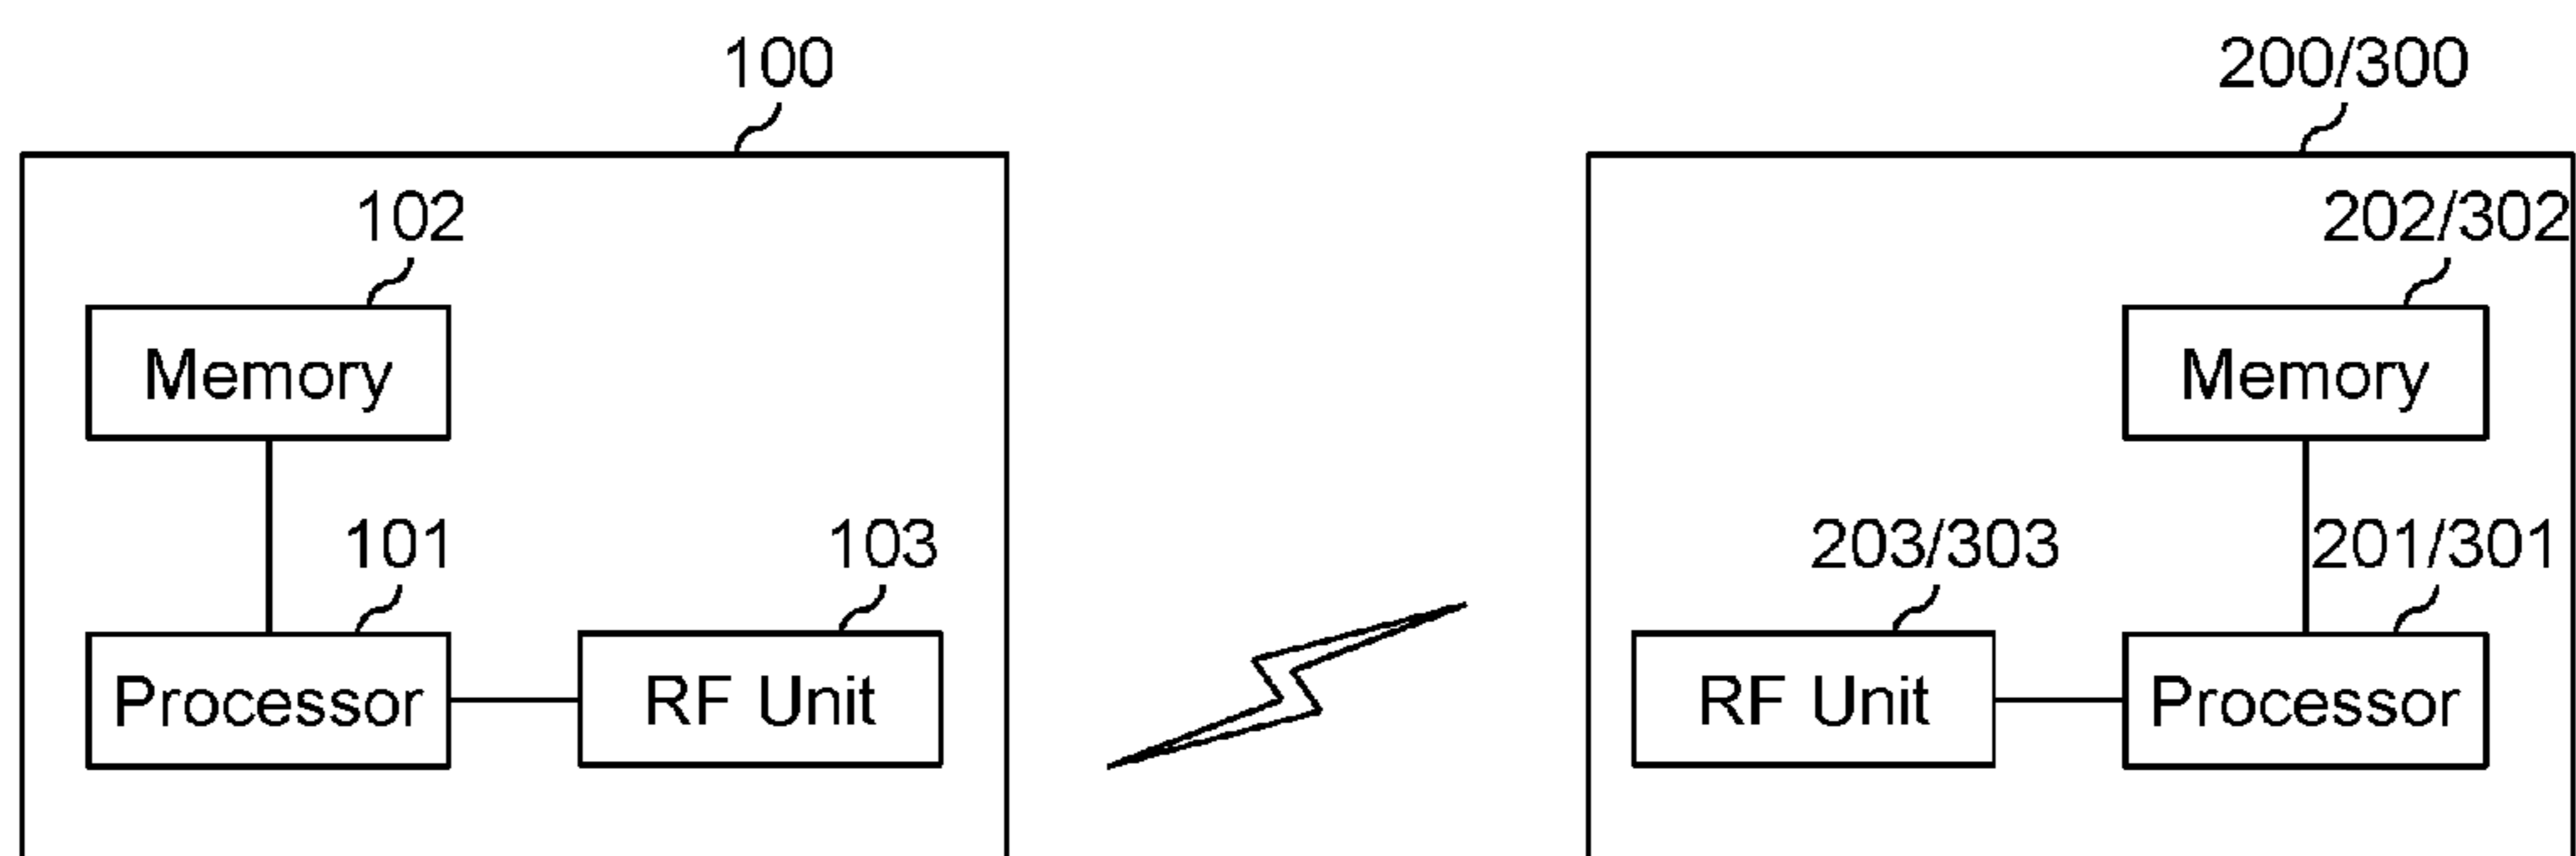 100
200/300
102
202/302
Memory
Memory
101
103
203/303
201/301
Processor
RF Unit
RF Unit
Processor